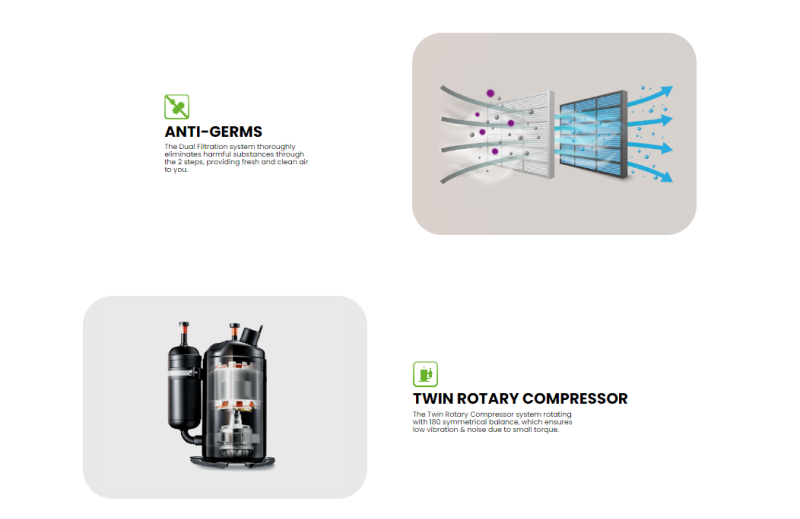 ANTI-GERMS
The Dual Filtration system thoroughly
eliminates harmful substances through
the 2 steps, providing fresh and clean air
to you.
TWIN ROTARY COMPRESSOR
The Twin Rotary Compressor system rotating
with 180 symmetrical balance, which ensures
low vibration & noise due to small torque.